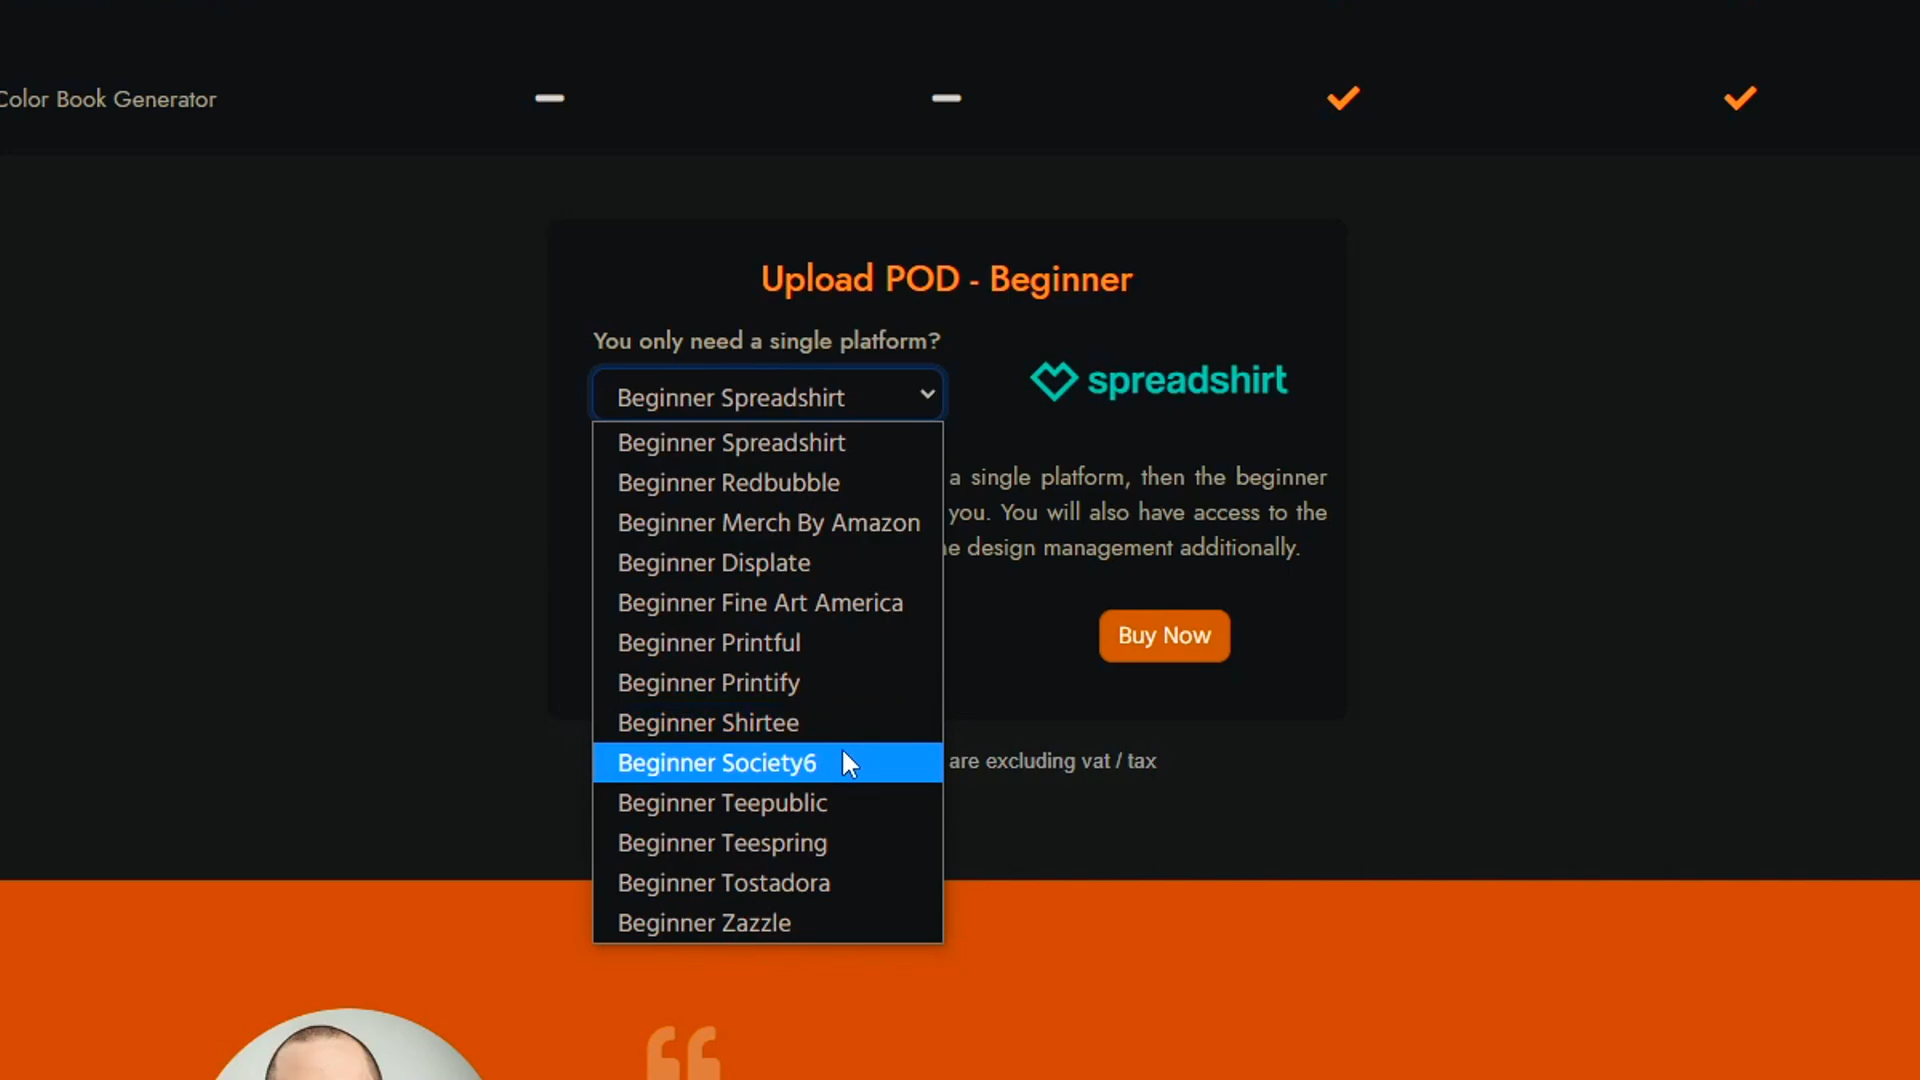 Color Book Generator
Upload POD - Beginner
You only need a single platform?
Beginner Spreadshirt
spreadshirt
Beginner Spreadshirt
Beginner Redbubble
Beginner Merch By Amazon
Beginner Displate
Beginner Fine Art America
Beginner Printful
Beginner Printify
Beginner Shirtee
Beginner Society6
Beginner Teepublic
Beginner Teespring
Beginner Tostadora
Beginner Zazzle
a single platform, then the beginner
you. You will also have access to the
design management additionally.
Buy Now
are excluding vat / tax